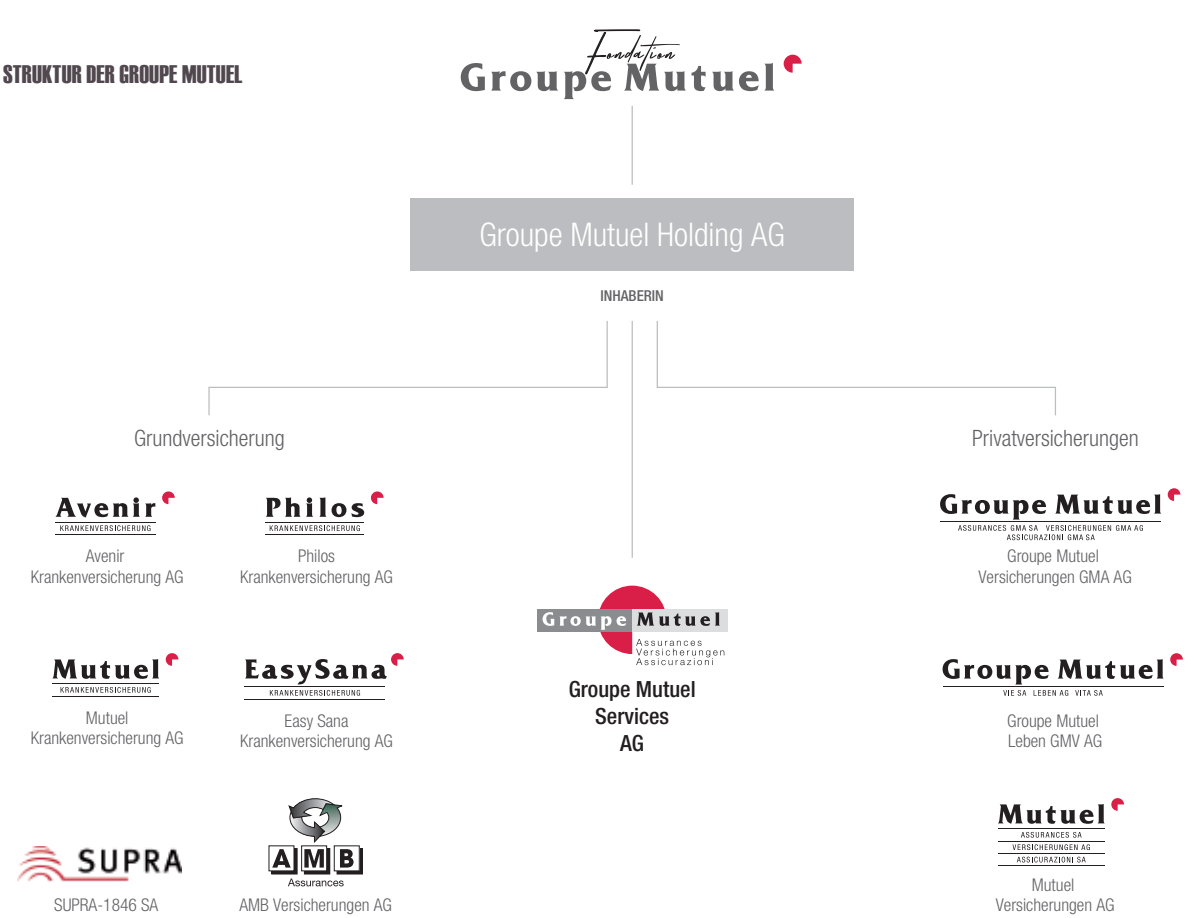 STRUKTUR DER GROUPE MUTUEL
Fondation
Groupe Mutuel
Groupe Mutuel Holding AG
INHABERIN
Grundversicherung
Avenir
KRANKENVERSICHERUNG
Avenir
Krankenversicherung AG
Philos
KRANKENVERSICHERUNG
Philos
Krankenversicherung AG
Mutuel
KRANKENVERSICHERUNG
Mutuel
Krankenversicherung AG
EasySana
KRANKENVERSICHERUNG
Easy Sana
Krankenversicherung AG
SUPRA
SUPRA-1846 SA
AMB
Assurances
AMB Versicherungen AG
Groupe Mutuel
Assurances
Versicherungen
Assicurazioni
Groupe Mutuel
Services
AG
Privatversicherungen
Groupe Mutuel
ASSURANCES GMA SA VERSICHERUNGEN GMA AG
ASSICURAZIONI GMA SA
Groupe Mutuel
Versicherungen GMA AG
Groupe Mutuel
VIE SA LEBEN AG VITA SA
Groupe Mutuel
Leben GMV AG
Mutuel
ASSURANCES SA
VERSICHERUNGEN AG
ASSICURAZIONI SA
Mutuel
Versicherungen AG